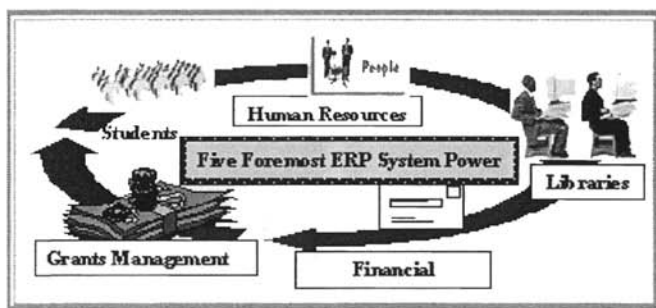 People
Human Resources
Students
Five Foremost ERP System Power
Libraries
Grants Management
Financial